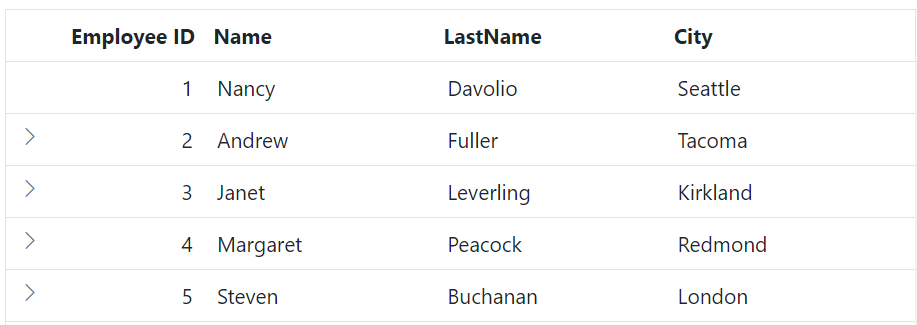 Employee ID Name LastName City
1 Nancy Davolio Seattle
2 Andrew Fuller Tacoma
3 Janet Leverling Kirkland
4 Margaret Peacock Redmond
5 Steven Buchanan London